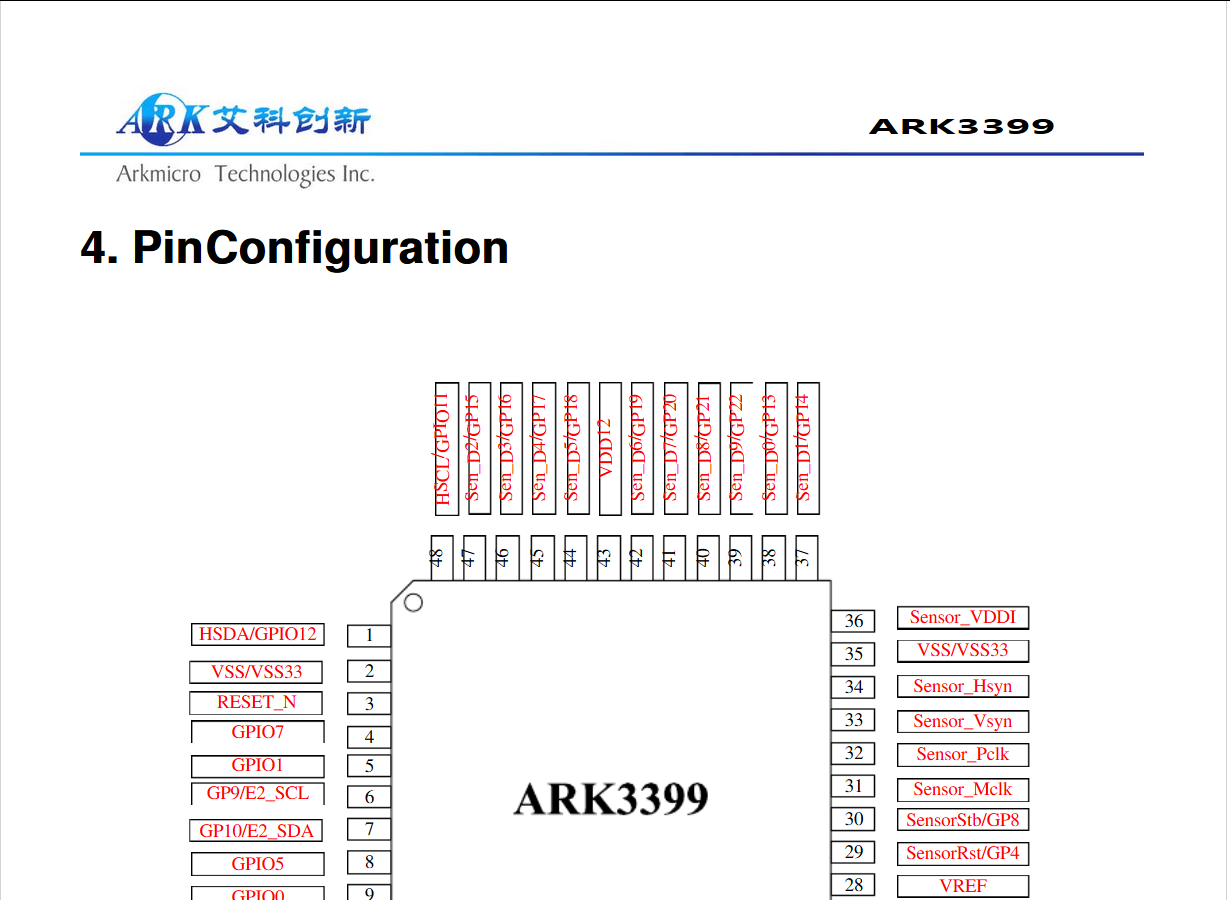 ARK艾科创新
ARK3399
Arkmicro Technologies Inc.
4. PinConfiguration
HSCL/GPIO11
Sen_D2/GP15
Sen_D3/GP16
Sen_D4/GP17
Sen_D5/GP18
VDD12
Sen_D6/GP19
Sen_D7/GP20
Sen_D8/GP21
Sen_D9/GP22
Sen_D0/GP13
Sen_D1/GP14
48
47
46
45
44
43
42
41
40
39
38
37
HSDA/GPIO12 1
VSS/VSS33 2
RESET_N 3
GPIO7 4
GPIO1 5
GP9/E2_SCL 6
GP10/E2_SDA 7
GPIO5 8
GPIO0 9
ARK3399
36 Sensor_VDDI
35 VSS/VSS33
34 Sensor_Hsyn
33 Sensor_Vsyn
32 Sensor_Pclk
31 Sensor_Mclk
30 SensorStb/GP8
29 SensorRst/GP4
28 VREF